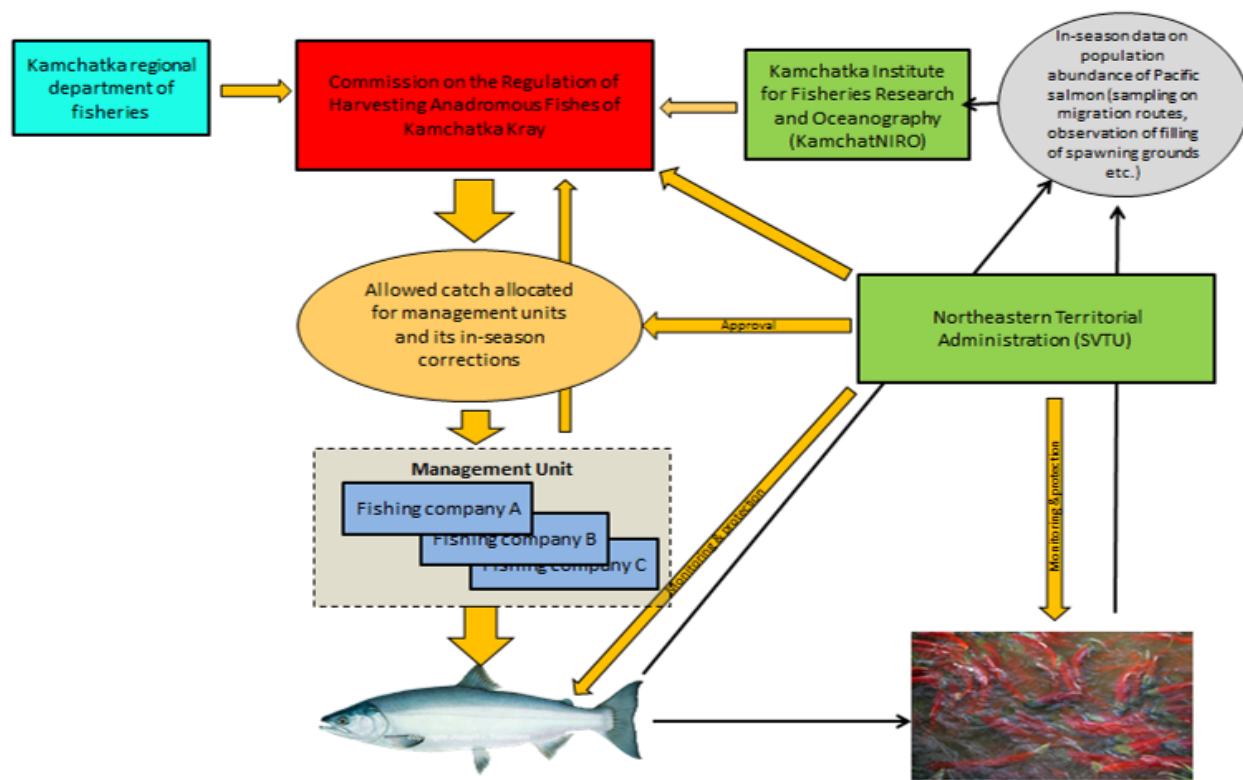 Kamchatka regional
department of
fisheries
Commission on the Regulation of
Harvesting Anadromous Fishes of
Kamchatka Kray
Kamchatka Institute
for Fisheries Research
and Oceanography
(KamchatNIRO)
In-season data on
population
abundance of Pacific
salmon (sampling on
migration routes,
observation of filling
of spawning grounds
etc.)
Allowed catch allocated
for management units
and its in-season
corrections
Approval
Northeastern Territorial
Administration (SVTU)
Management Unit
Fishing company A
Fishing company B
Fishing company C
Monitoring & protection
Monitoring & protection